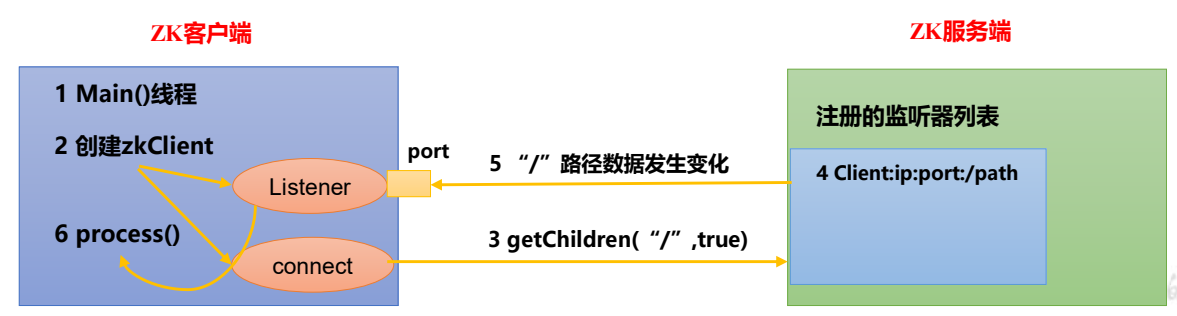 ZK客户端
ZK服务端
1 Main()线程
2 创建zkClient
port
Listener
6 process()
connect
5 “/”路径数据发生变化
3 getChildren(“/”,true)
注册的监听器列表
4 Client:ip:port:/path